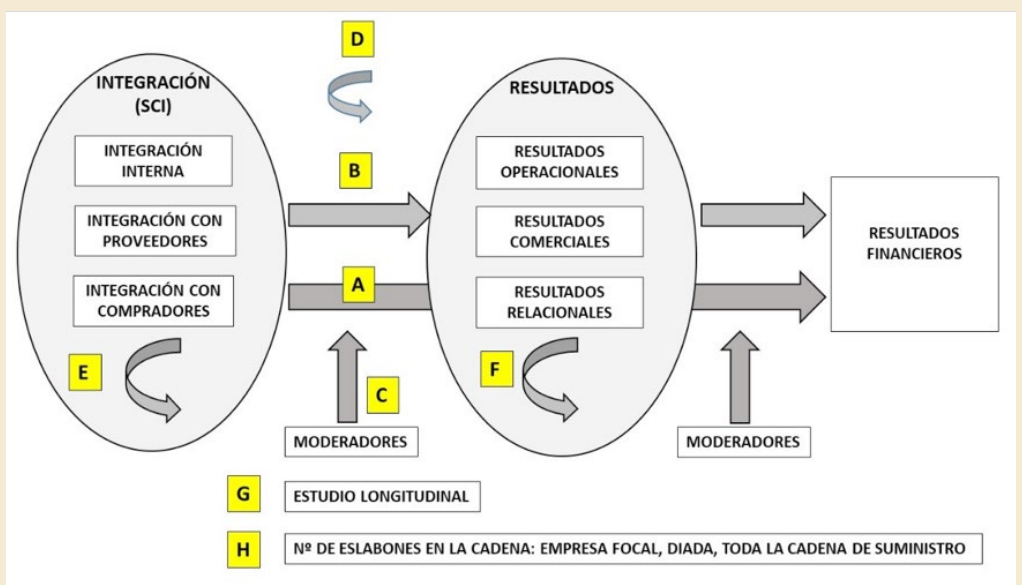 D
INTEGRACIÓN
(SCI)
INTEGRACIÓN
INTERNA
INTEGRACIÓN CON
PROVEEDORES
INTEGRACIÓN CON
COMPRADORES
E
B
A
C
MODERADORES
RESULTADOS
RESULTADOS
OPERACIONALES
RESULTADOS
COMERCIALES
RESULTADOS
RELACIONALES
F
MODERADORES
RESULTADOS
FINANCIEROS
G
ESTUDIO LONGITUDINAL
H
Nº DE ESLABONES EN LA CADENA: EMPRESA FOCAL, DIADA, TODA LA CADENA DE SUMINISTRO